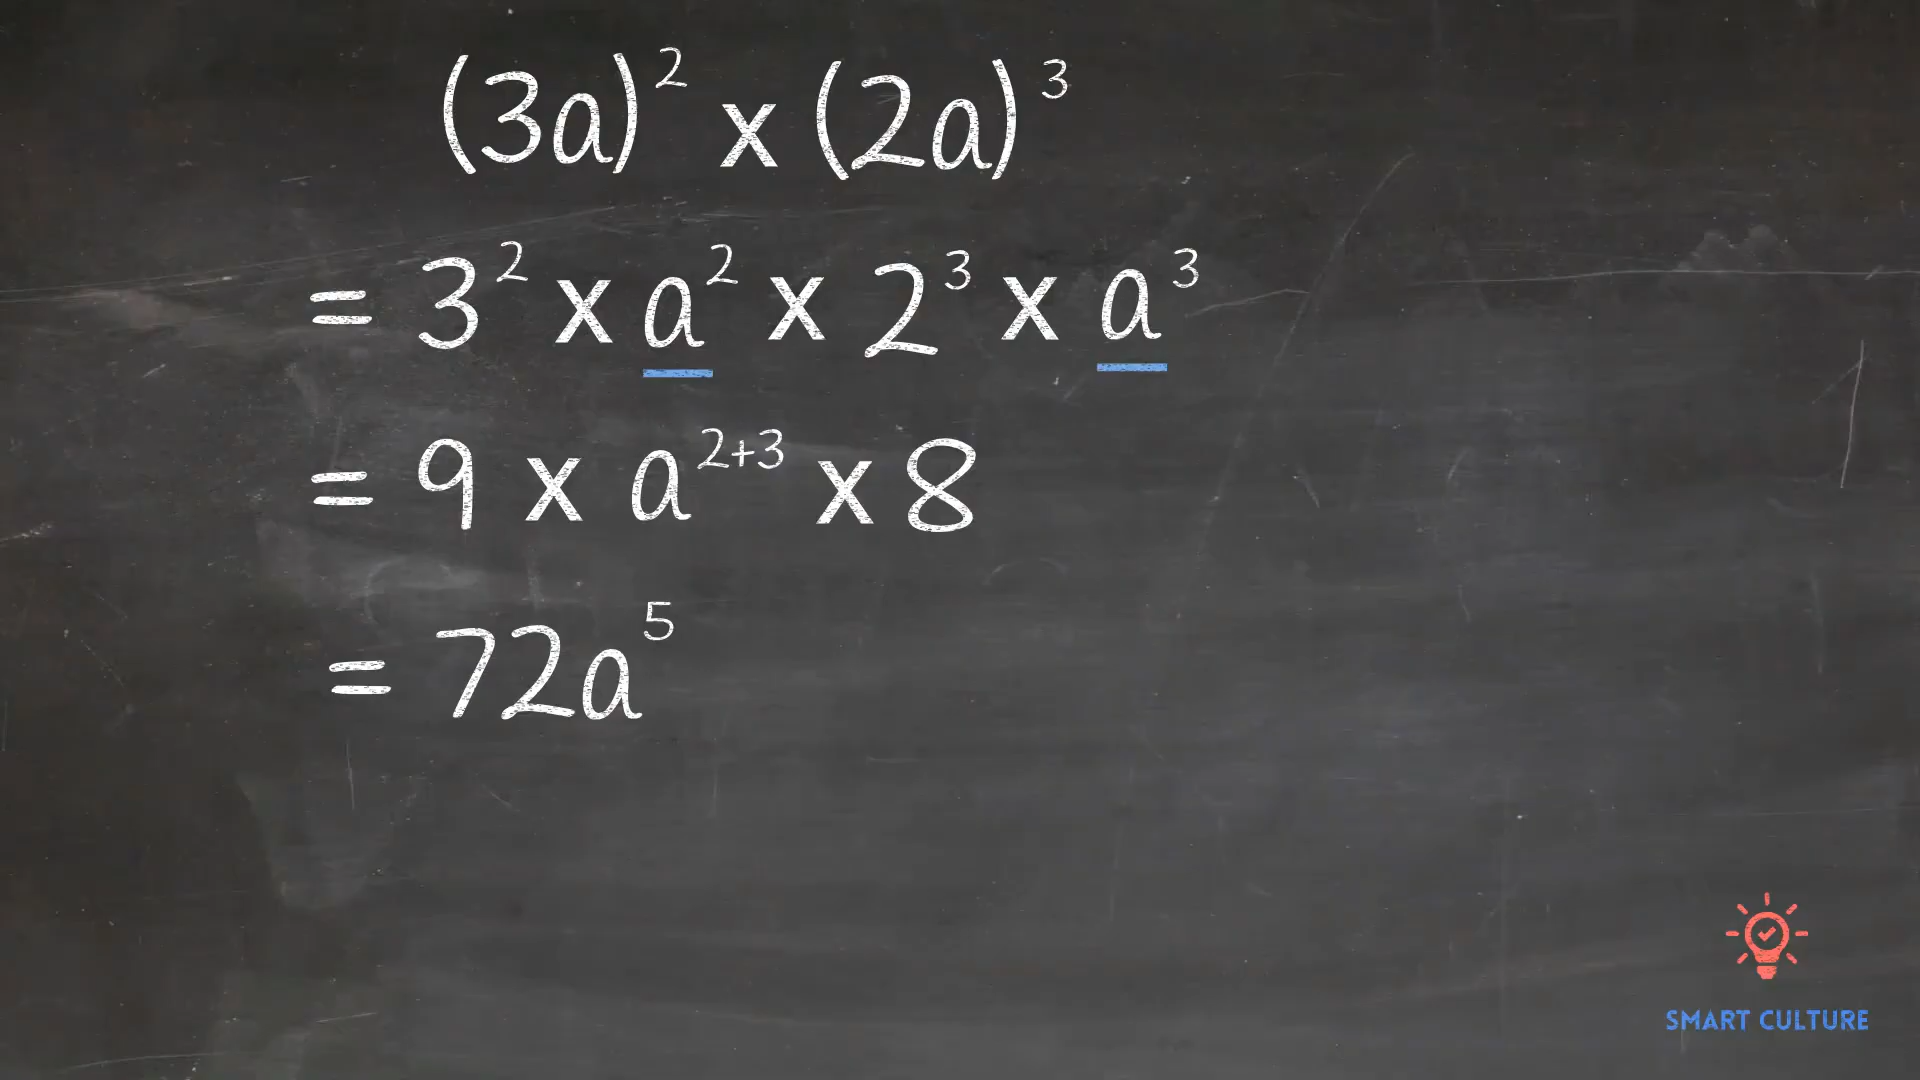 (3a)² x (2a)³
= 3² x a² x 2³ x a³
= 9 x a²⁺³ x 8
= 72a⁵
SMART CULTURE